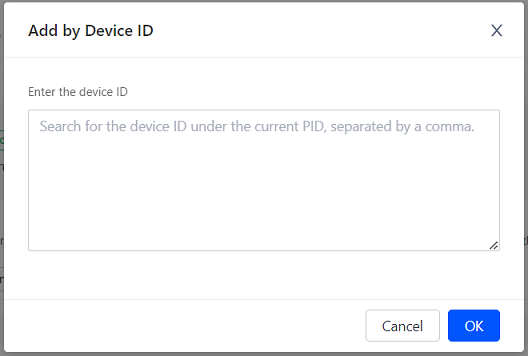 Add by Device ID
Enter the device ID
Search for the device ID under the current PID, separated by a comma.
Cancel
OK